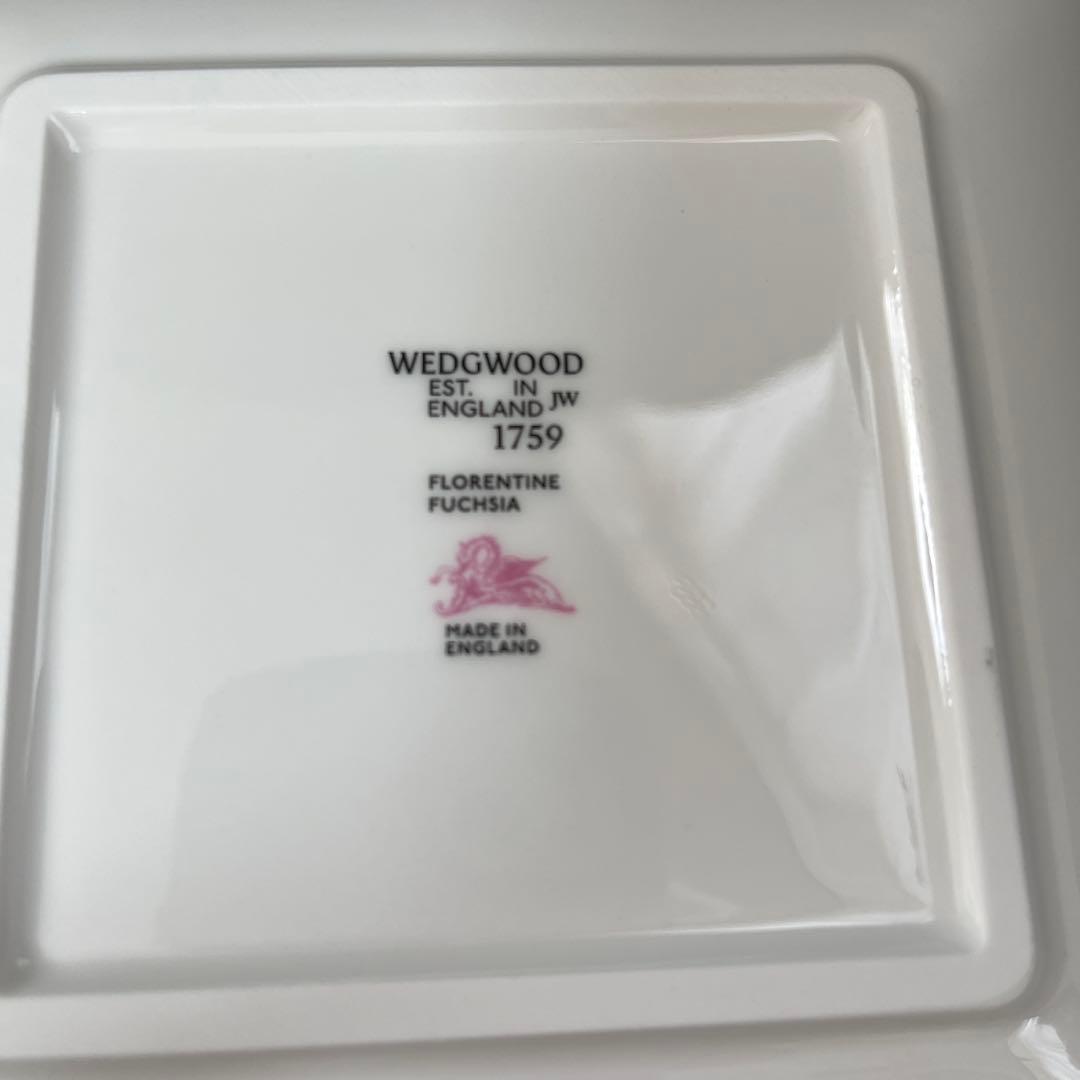 WEDGWOOD
EST. IN
ENGLAND JW
1759
FLORENTINE
FUCHSIA
MADE IN
ENGLAND